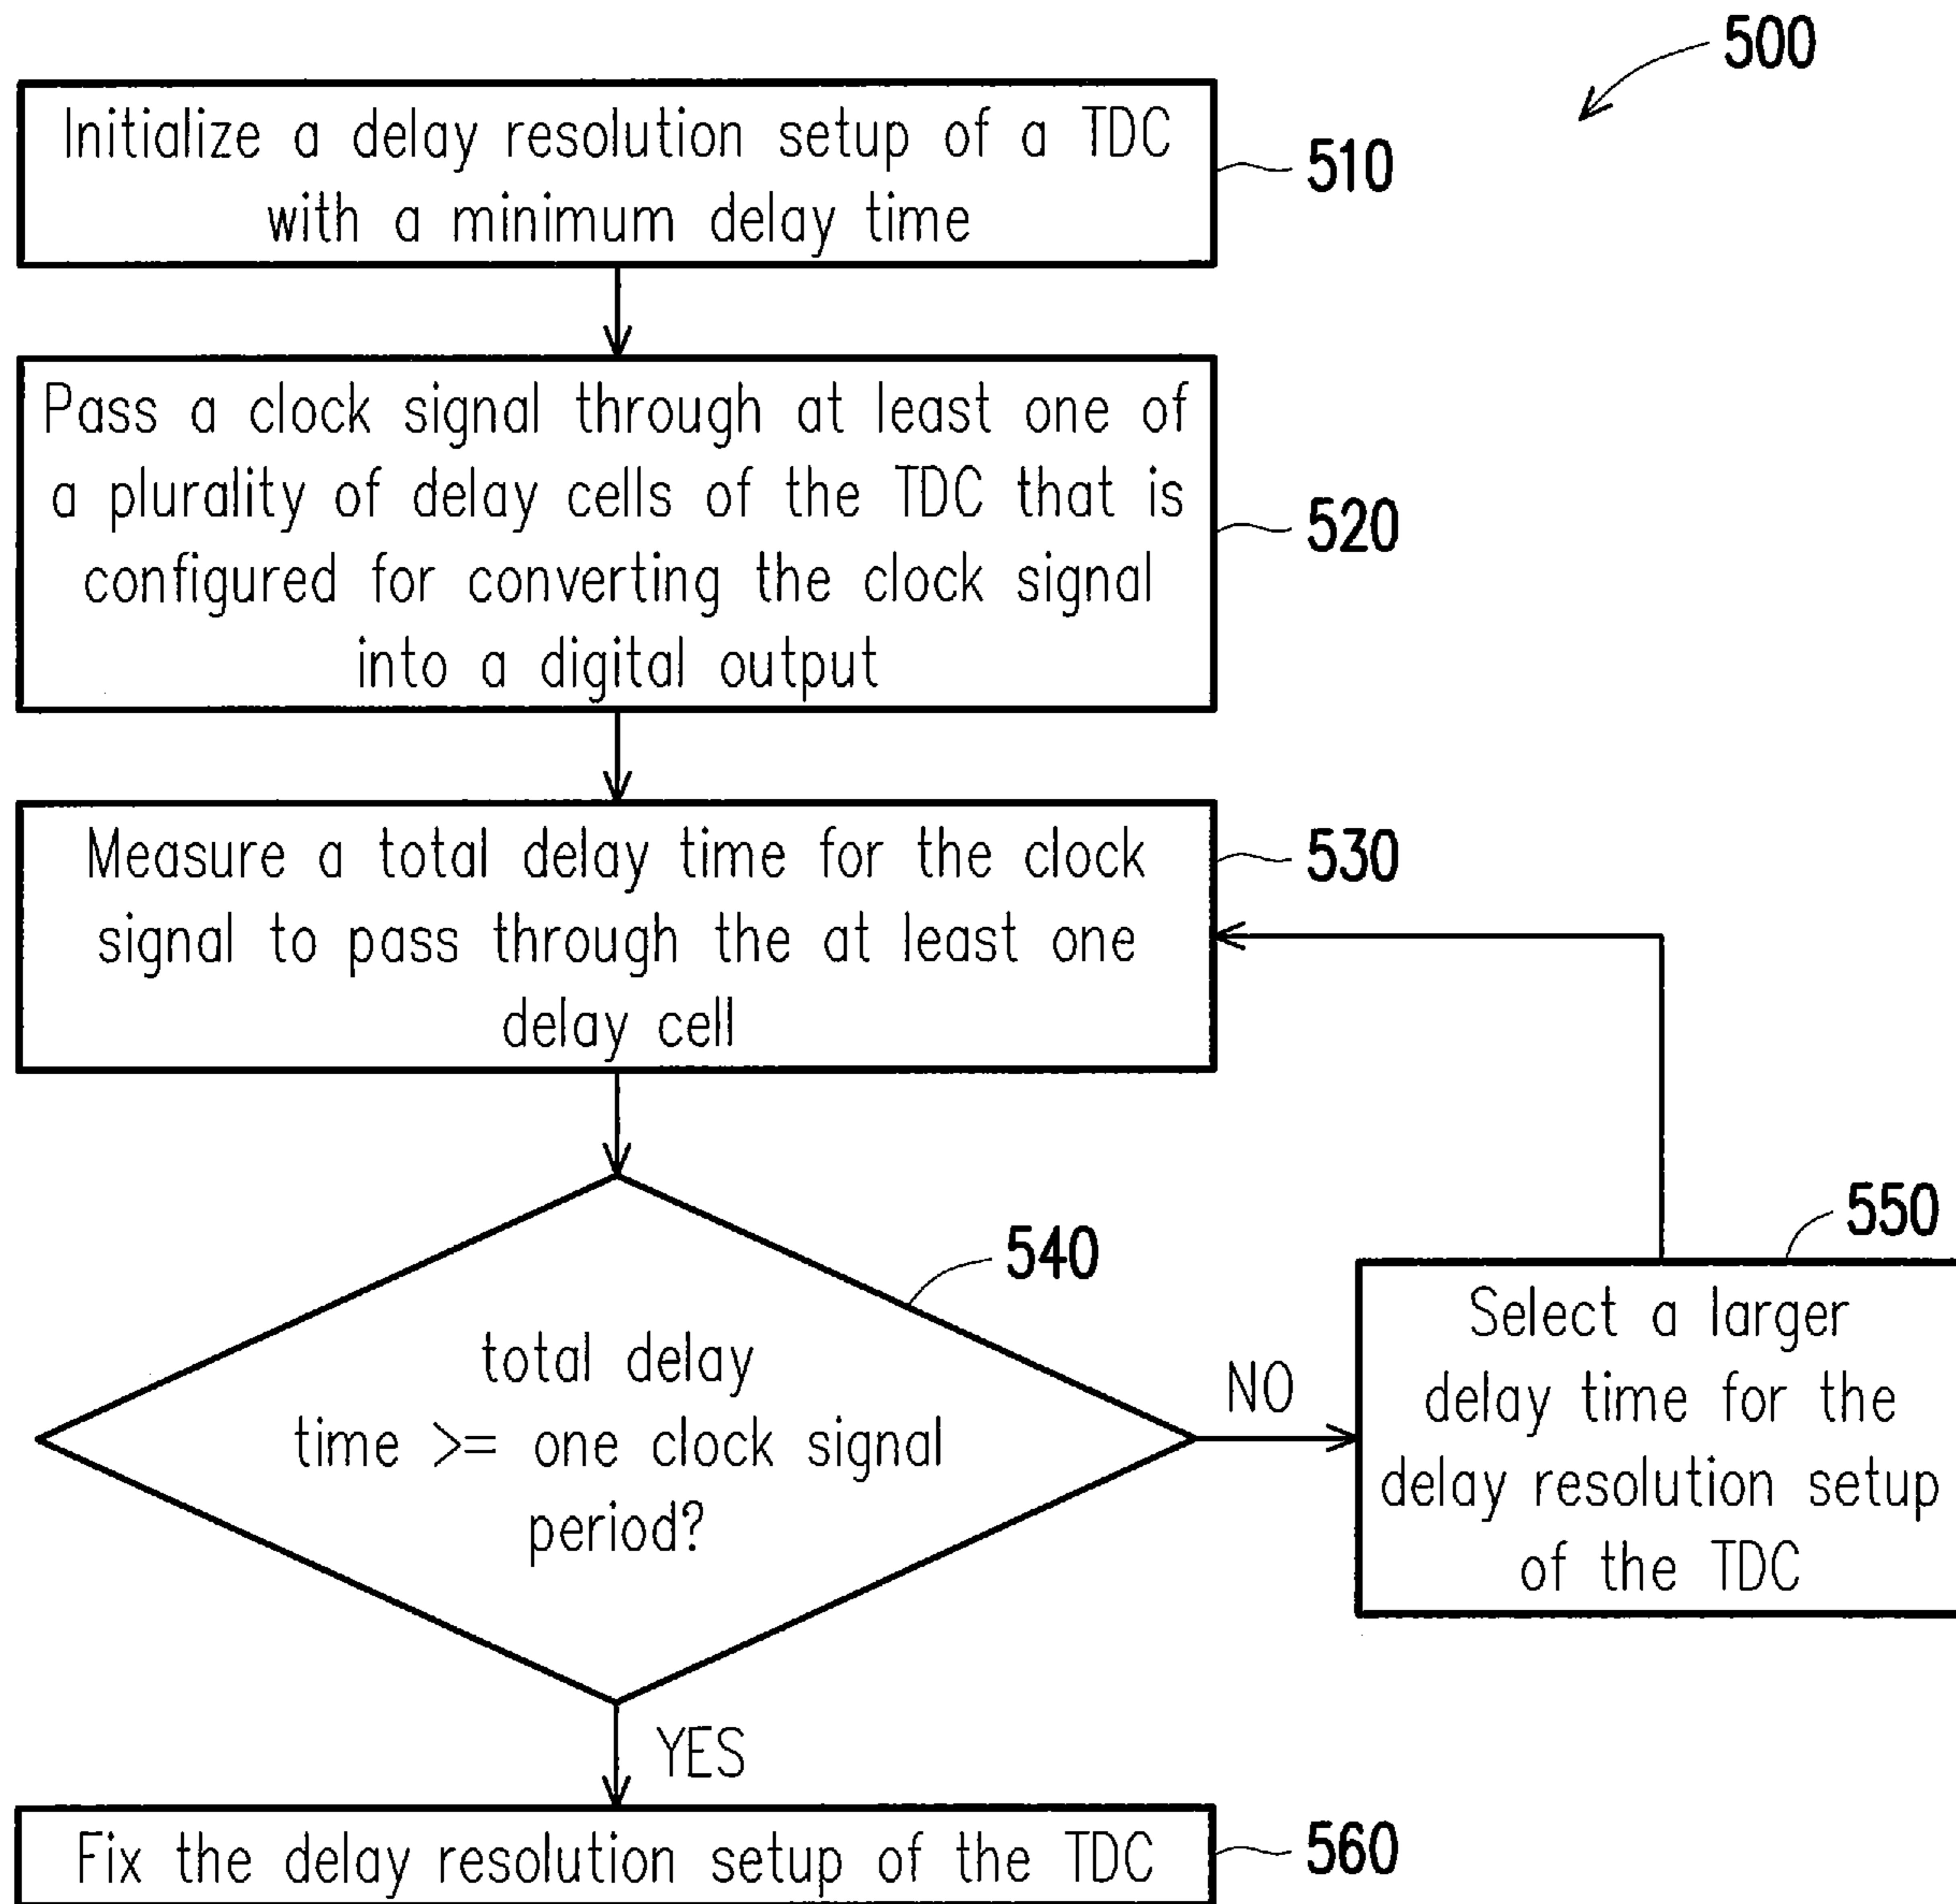 500
Initialize a delay resolution setup of a TDC
with a minimum delay time
510
Pass a clock signal through at least one of
a plurality of delay cells of the TDC that is
configured for converting the clock signal
into a digital output
520
Measure a total delay time for the clock
signal to pass through the at least one
delay cell
530
total delay
time >= one clock signal
period?
540
NO
550
Select a larger
delay time for the
delay resolution setup
of the TDC
YES
Fix the delay resolution setup of the TDC
560